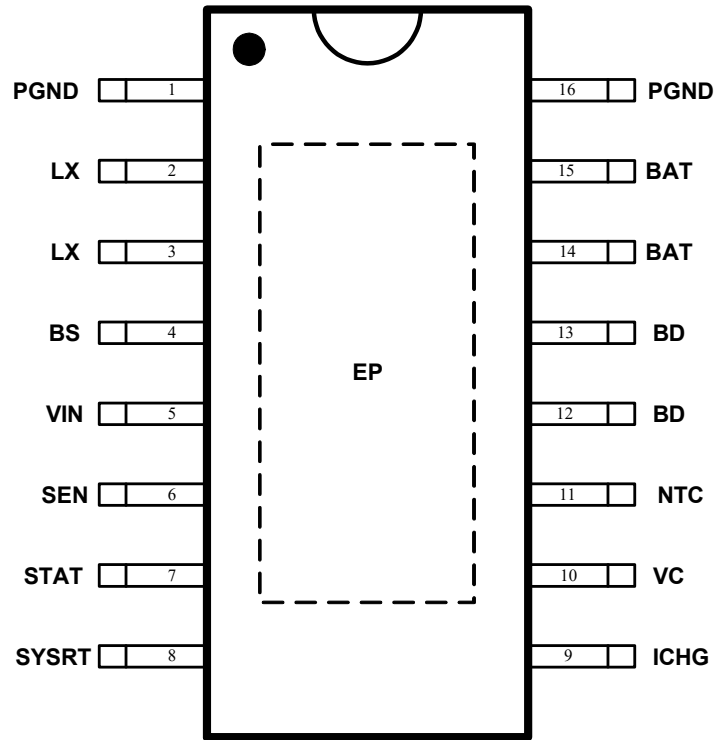 PGND 1 16 PGND
LX 2 15 BAT
LX 3 14 BAT
BS 4 13 BD
EP
VIN 5 12 BD
SEN 6 11 NTC
STAT 7 10 VC
SYSRT 8 9 ICHG